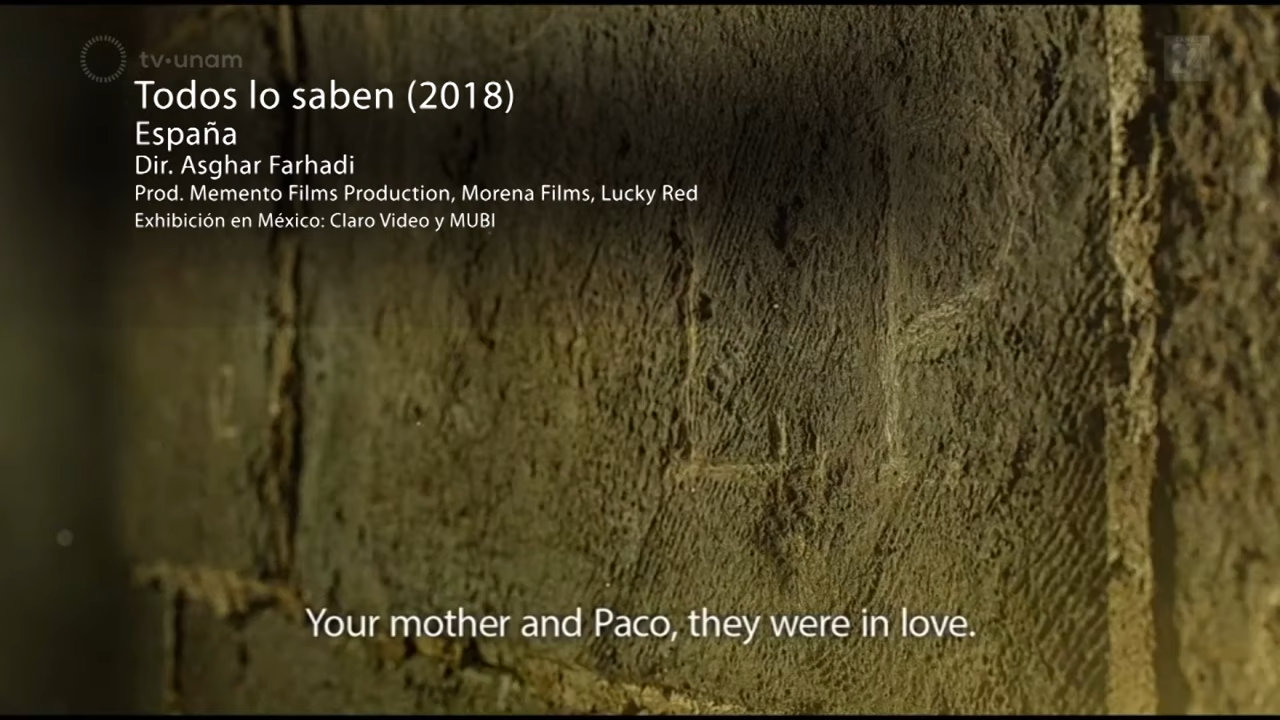 tv·unam
Todos lo saben (2018)
España
Dir. Asghar Farhadi
Prod. Memento Films Production, Morena Films, Lucky Red
Exhibición en México: Claro Video y MUBI
L P
Your mother and Paco, they were in love.